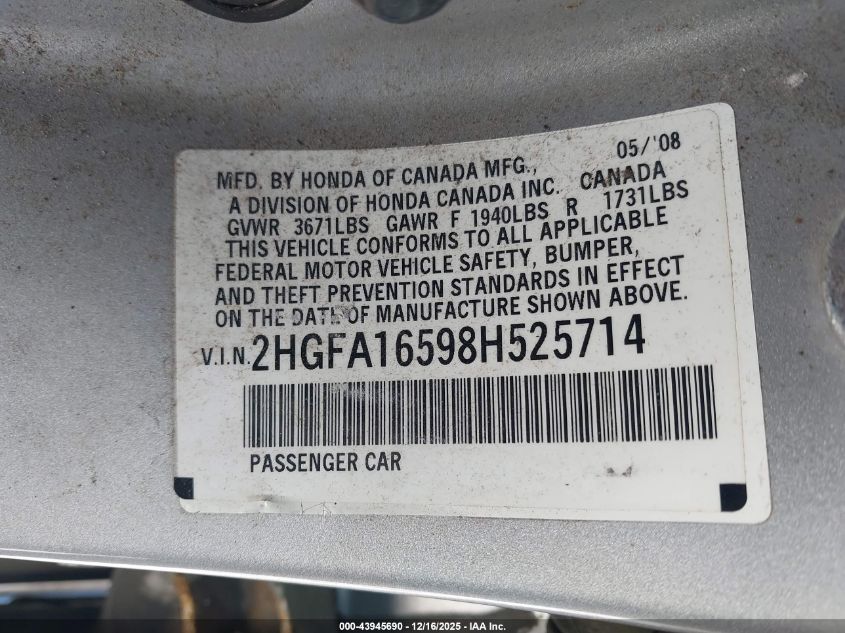 05/'08
MFD. BY HONDA OF CANADA MFG.,
A DIVISION OF HONDA CANADA INC. CANADA
GVWR 3671LBS GAWR F 1940LBS R 1731LBS
THIS VEHICLE CONFORMS TO ALL APPLICABLE
FEDERAL MOTOR VEHICLE SAFETY, BUMPER,
AND THEFT PREVENTION STANDARDS IN EFFECT
ON THE DATE OF MANUFACTURE SHOWN ABOVE.
V.I.N. 2HGFA16598H525714
PASSENGER CAR
000-43945690 - 12/16/2025 - IAA Inc.